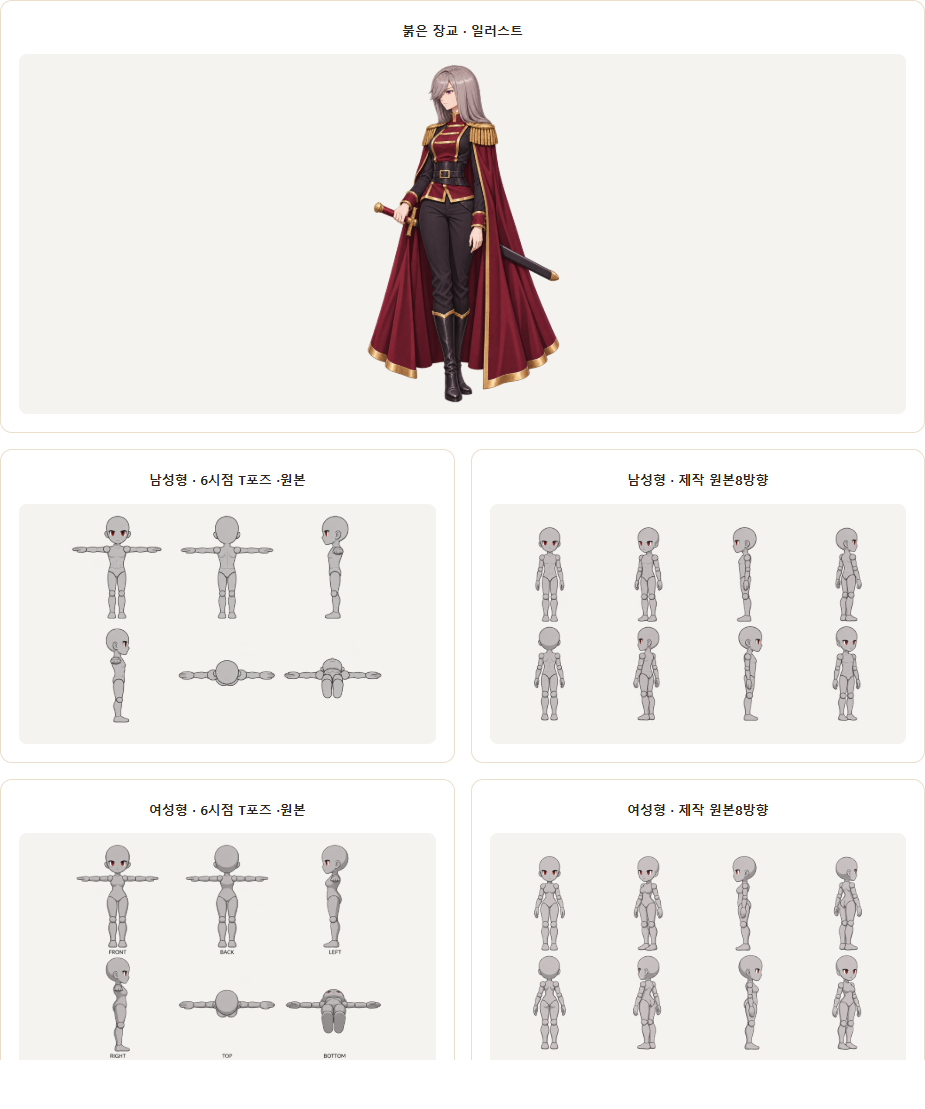 붉은 장교 · 일러스트
남성형 · 6시점 T포즈 ·원본
남성형 · 제작 원본8방향
여성형 · 6시점 T포즈 ·원본
여성형 · 제작 원본8방향
FRONT
BACK
LEFT
RIGHT
TOP
BOTTOM